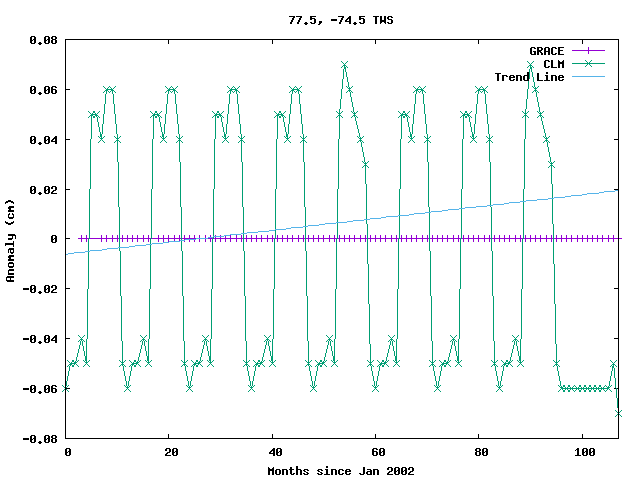 77.5, -74.5 TWS
GRACE
CLM
Trend Line
0.08
0.06
0.04
0.02
0
-0.02
-0.04
-0.06
-0.08
Anomaly (cm)
0 20 40 60 80 100
Months since Jan 2002